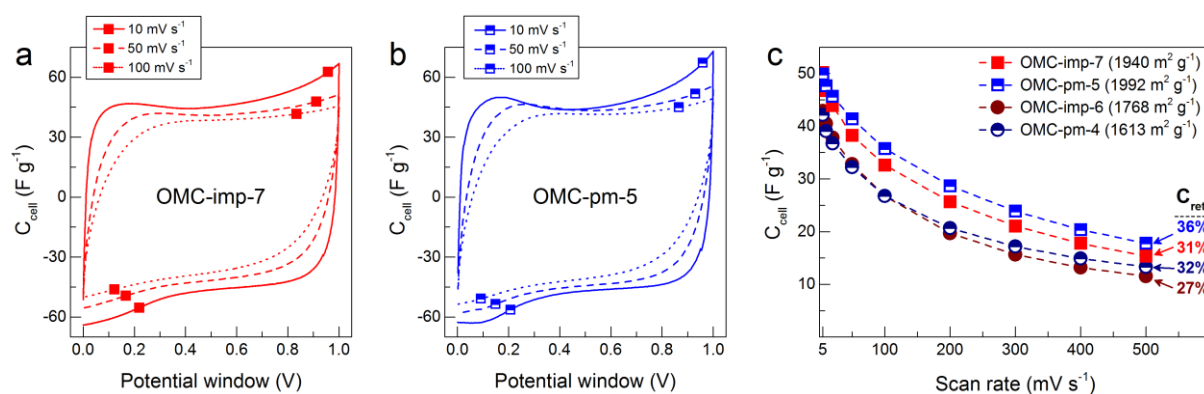 a
10 mV s⁻¹
50 mV s⁻¹
100 mV s⁻¹
60
30
0
-30
-60
C_cell (F g⁻¹)
OMC-imp-7
0.0 0.2 0.4 0.6 0.8 1.0
Potential window (V)
b
10 mV s⁻¹
50 mV s⁻¹
100 mV s⁻¹
60
30
0
-30
-60
C_cell (F g⁻¹)
OMC-pm-5
0.0 0.2 0.4 0.6 0.8 1.0
Potential window (V)
c
OMC-imp-7 (1940 m² g⁻¹)
OMC-pm-5 (1992 m² g⁻¹)
OMC-imp-6 (1768 m² g⁻¹)
OMC-pm-4 (1613 m² g⁻¹)
50
40
30
20
10
C_cell (F g⁻¹)
C_ret
36%
31%
32%
27%
5 100 200 300 400 500
Scan rate (mV s⁻¹)